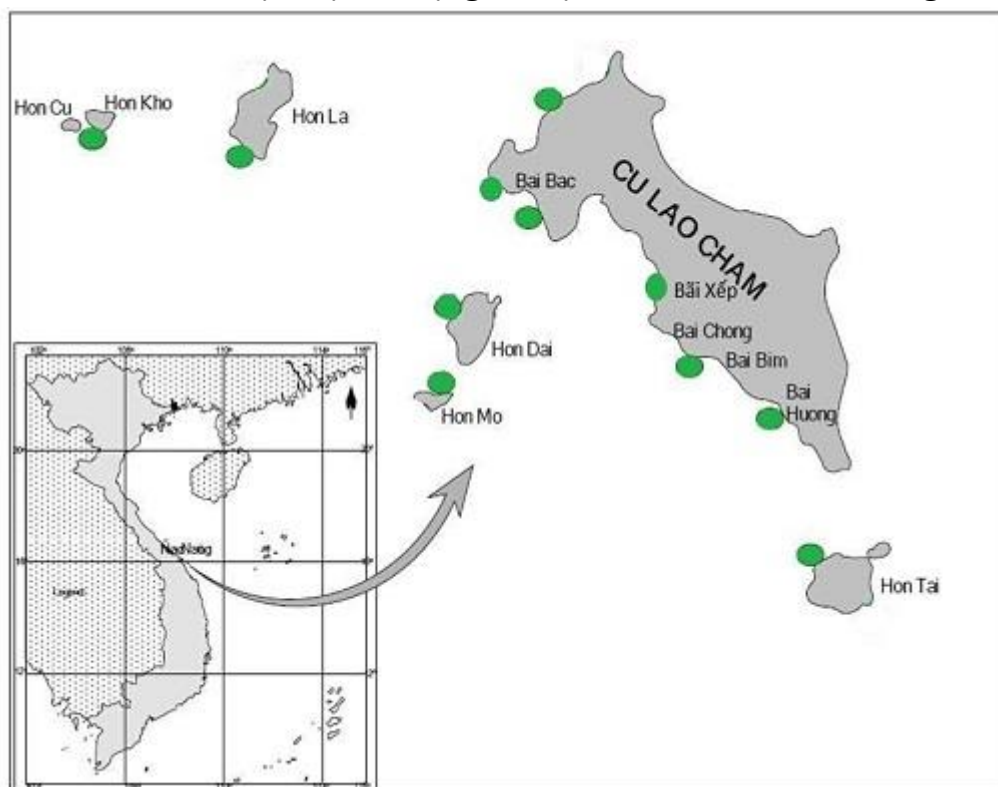 Hon Cu
Hon Kho
Hon La
Bai Bac
CU LAO CHAM
Bãi Xếp
Bai Chong
Bai Bim
Bai
Huong
Hon Dai
Hon Mo
Hon Tai
Legend